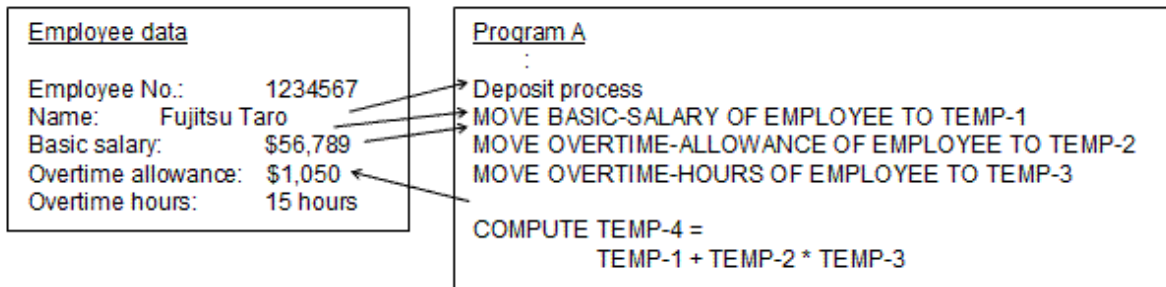 Employee data
Employee No.: 1234567
Name: Fujitsu Taro
Basic salary: $56,789
Overtime allowance: $1,050
Overtime hours: 15 hours
Program A
:
Deposit process
MOVE BASIC-SALARY OF EMPLOYEE TO TEMP-1
MOVE OVERTIME-ALLOWANCE OF EMPLOYEE TO TEMP-2
MOVE OVERTIME-HOURS OF EMPLOYEE TO TEMP-3
COMPUTE TEMP-4 =
TEMP-1 + TEMP-2 * TEMP-3